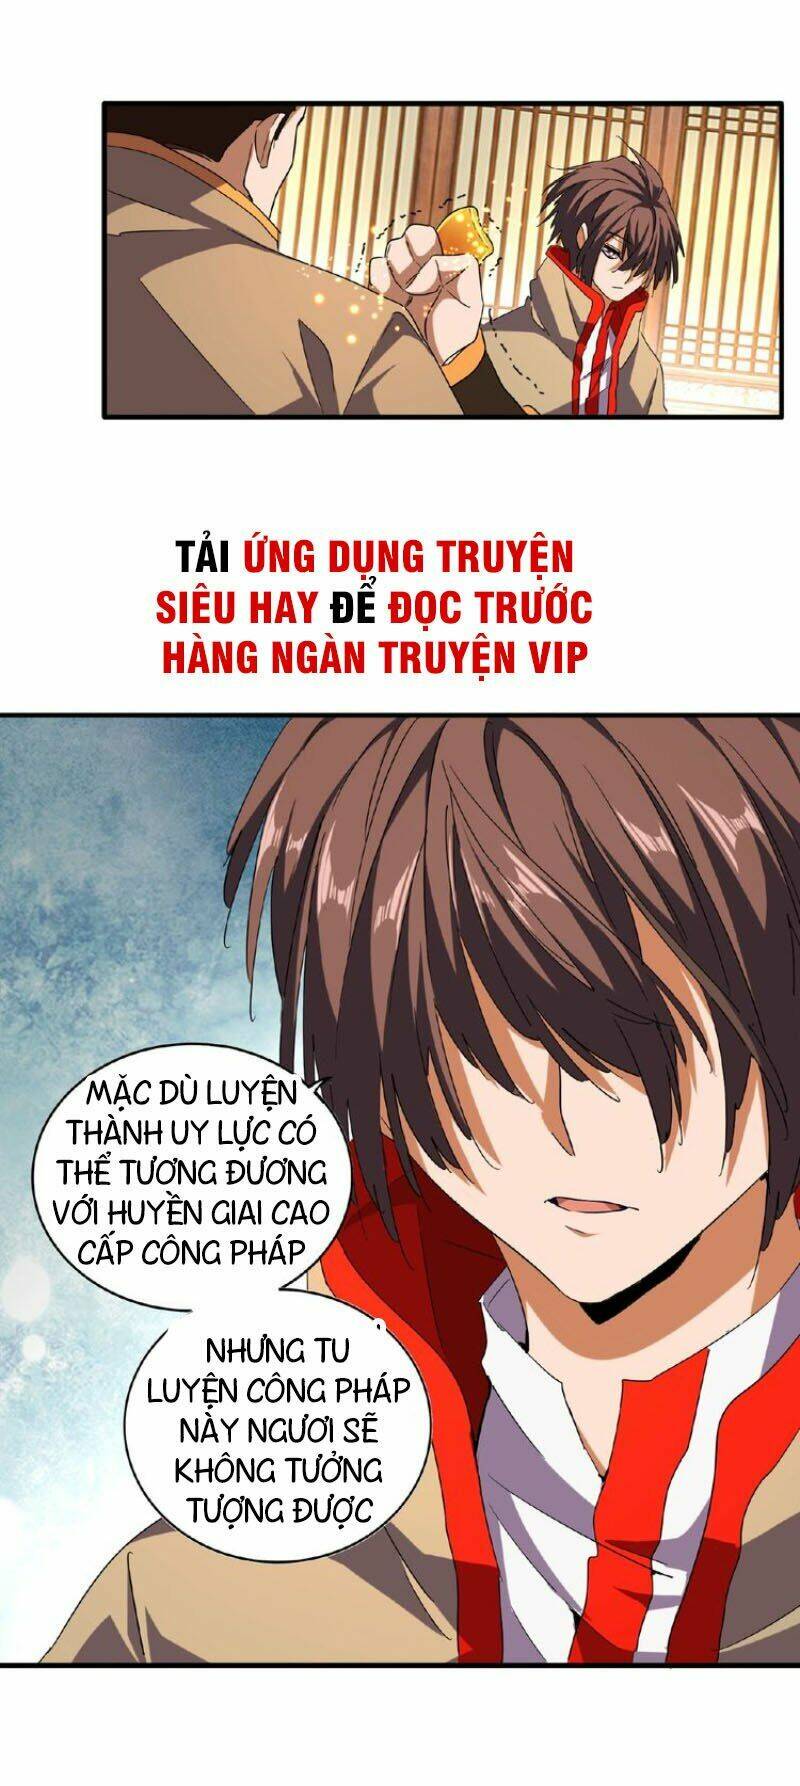 TẢI ỨNG DỤNG TRUYỆN
SIÊU HAY ĐỂ ĐỌC TRƯỚC
HÀNG NGÀN TRUYỆN VIP
MẶC DÙ LUYỆN
THÀNH UY LỰC CÓ
THỂ TƯƠNG ĐƯƠNG
VỚI HUYỀN GIAI CAO
CẤP CÔNG PHÁP
NHƯNG TU
LUYỆN CÔNG PHÁP
NÀY NGƯƠI SẼ
KHÔNG TƯỞNG
TƯỢNG ĐƯỢC